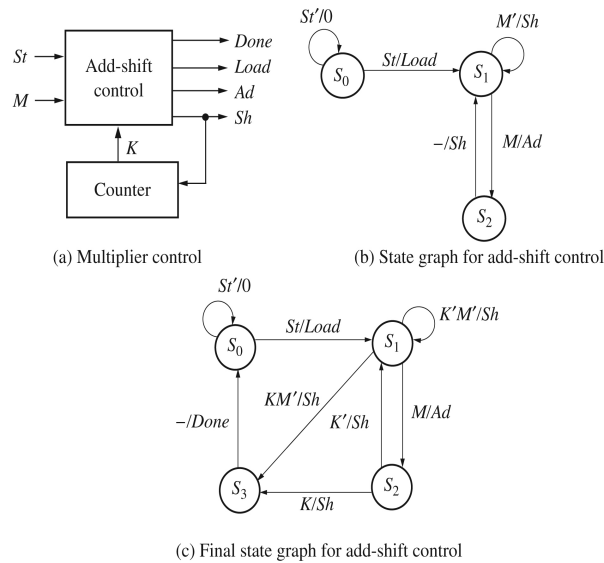 St
M
Add-shift
control
Done
Load
Ad
Sh
K
Counter
(a) Multiplier control
St′/0
S0
St/Load
S1
M′/Sh
–/Sh
M/Ad
S2
(b) State graph for add-shift control
St′/0
S0
St/Load
S1
K′M′/Sh
KM′/Sh
K′/Sh
M/Ad
–/Done
S3
K/Sh
S2
(c) Final state graph for add-shift control